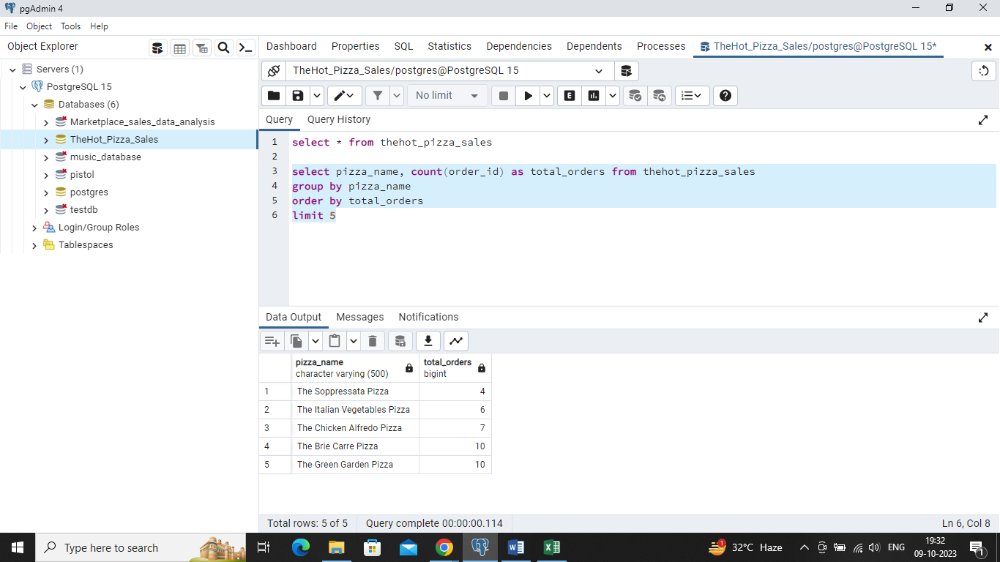 pgAdmin 4
File Object Tools Help
Object Explorer
Dashboard Properties SQL Statistics Dependencies Dependents Processes TheHot_Pizza_Sales/postgres@PostgreSQL 15*
Servers (1)
PostgreSQL 15
Databases (6)
Marketplace_sales_data_analysis
TheHot_Pizza_Sales
music_database
pistol
postgres
testdb
Login/Group Roles
Tablespaces
TheHot_Pizza_Sales/postgres@PostgreSQL 15
No limit
E
Query Query History
1 select * from thehot_pizza_sales
2
3 select pizza_name, count(order_id) as total_orders from thehot_pizza_sales
4 group by pizza_name
5 order by total_orders
6 limit 5
Data Output Messages Notifications
pizza_name total_orders
character varying (500) bigint
1 The Soppressata Pizza 4
2 The Italian Vegetables Pizza 6
3 The Chicken Alfredo Pizza 7
4 The Brie Carre Pizza 10
5 The Green Garden Pizza 10
Total rows: 5 of 5 Query complete 00:00:00.114 Ln 6, Col 8
Type here to search
1
32°C Haze
ENG
19:32
09-10-2023
1